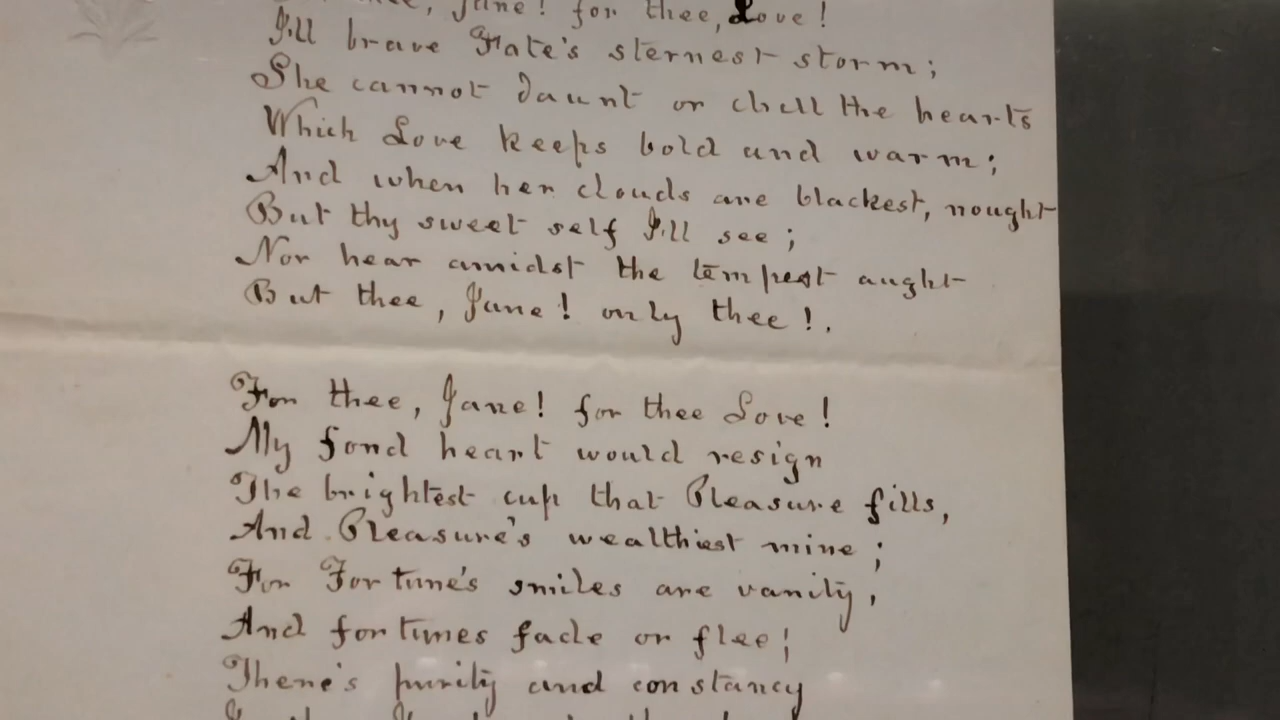 Jane! for thee, Love!
I'll brave Fate's sternest storm;
She cannot daunt or chill the hearts
Which Love keeps bold and warm;
And when her clouds are blackest, nought
But thy sweet self I'll see;
Nor hear amidst the tempest aught
But thee, Jane! only thee!.
For thee, Jane! for thee Love!
My fond heart would resign
The brightest cup that Pleasure fills,
And Pleasure's wealthiest mine;
For Fortune's smiles are vanity,
And fortunes fade or flee;
There's purity and constancy